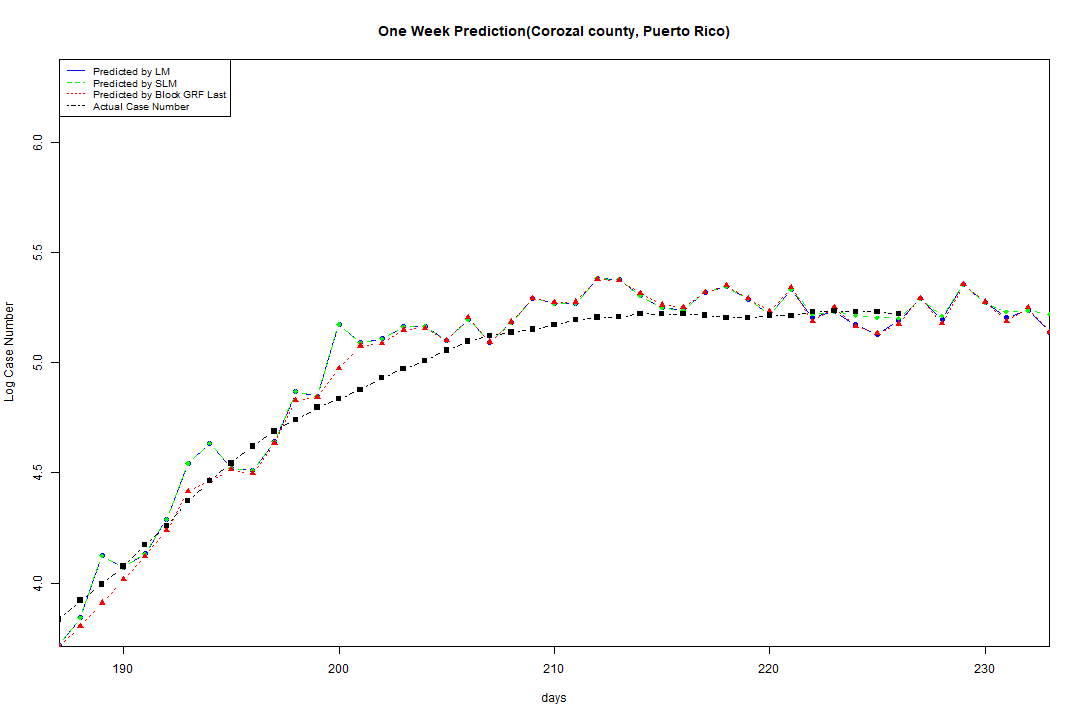 One Week Prediction(Corozal county, Puerto Rico)
Predicted by LM
Predicted by SLM
Predicted by Block GRF Last
Actual Case Number
6.0
5.5
5.0
4.5
4.0
Log Case Number
190 200 210 220 230
days